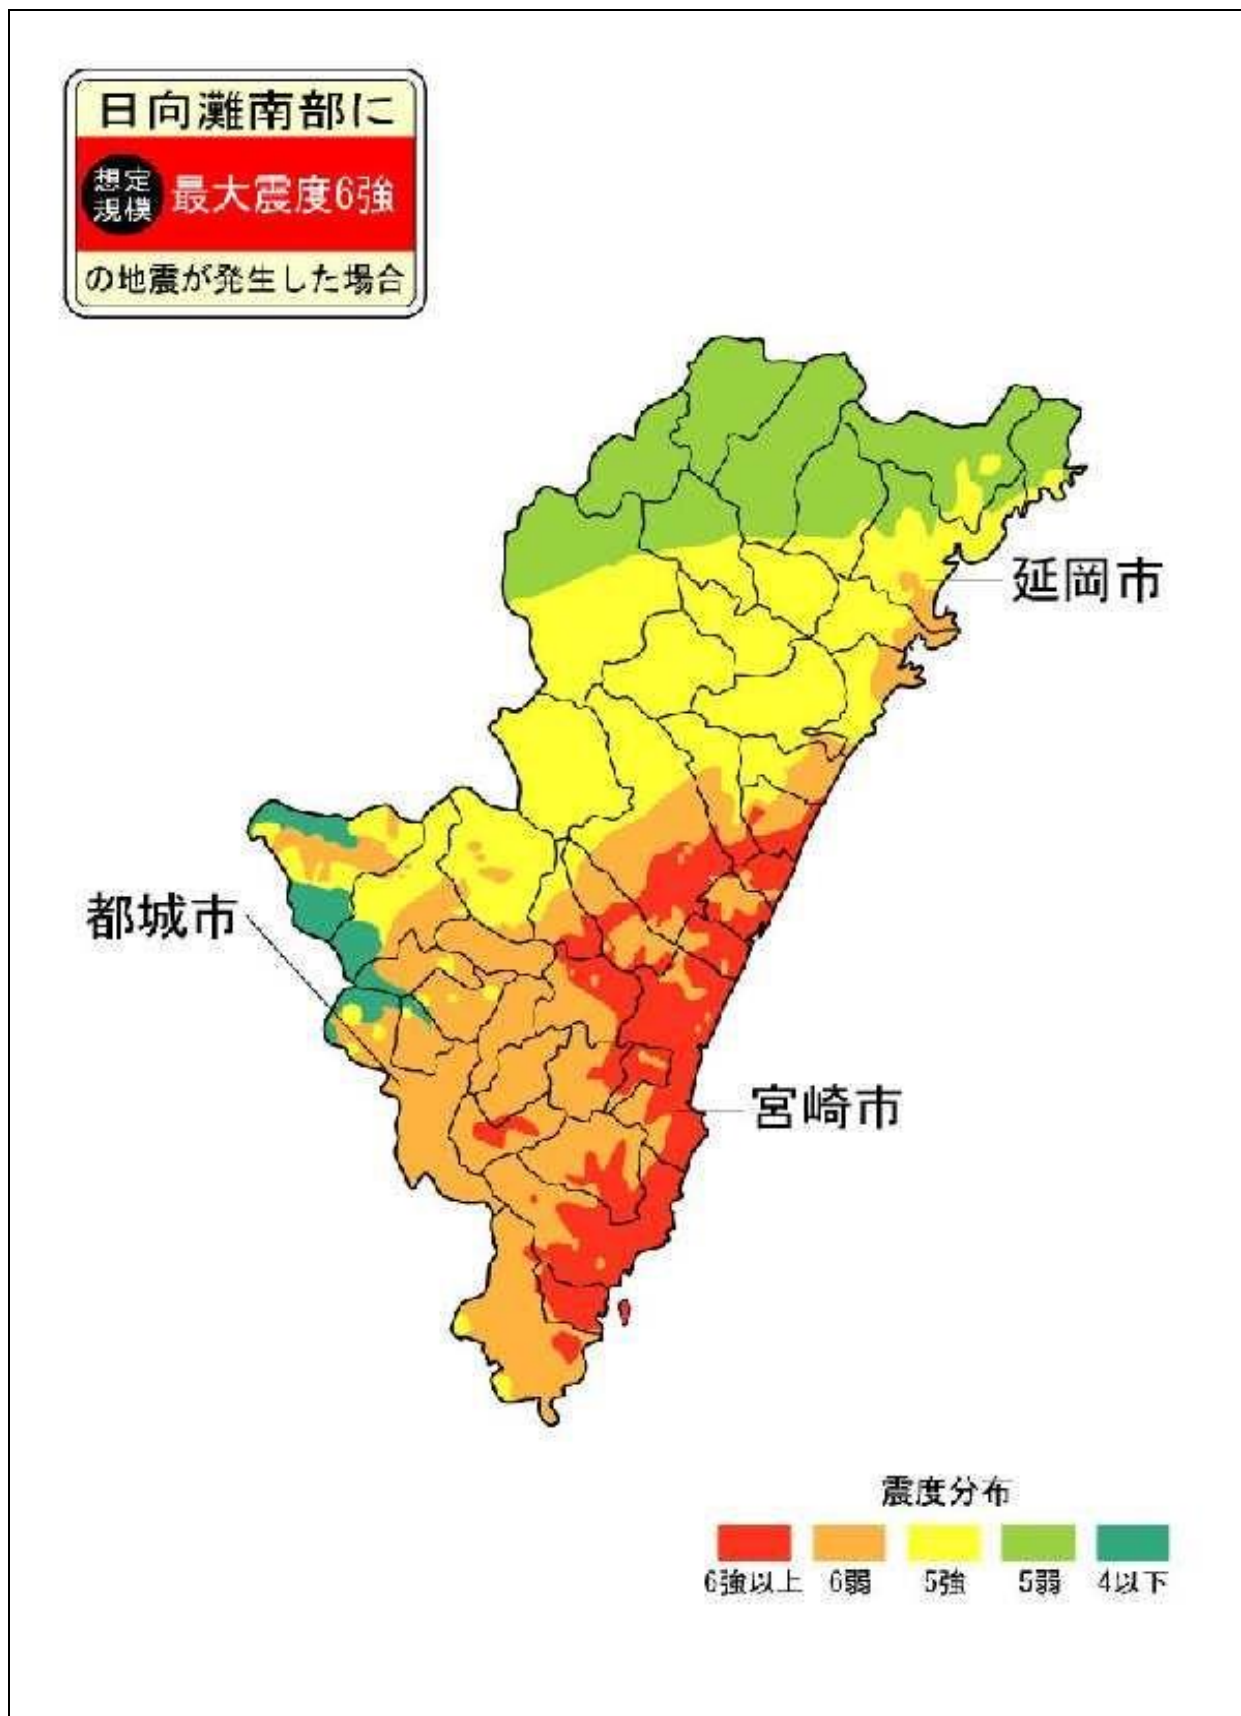 日向灘南部に
想定
規模
最大震度6強
の地震が発生した場合
延岡市
都城市
宮崎市
震度分布
6強以上 6弱 5強 5弱 4以下